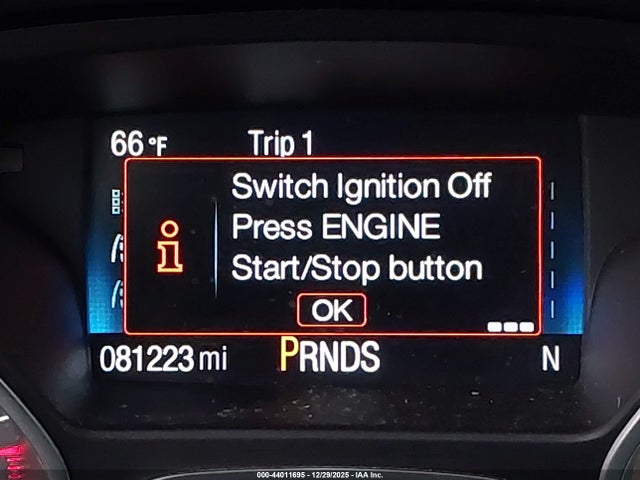 66 °F Trip 1
Switch Ignition Off
Press ENGINE
Start/Stop button
OK
081223 mi PRNDS N
000-44011695 - 12/29/2025 - IAA Inc.